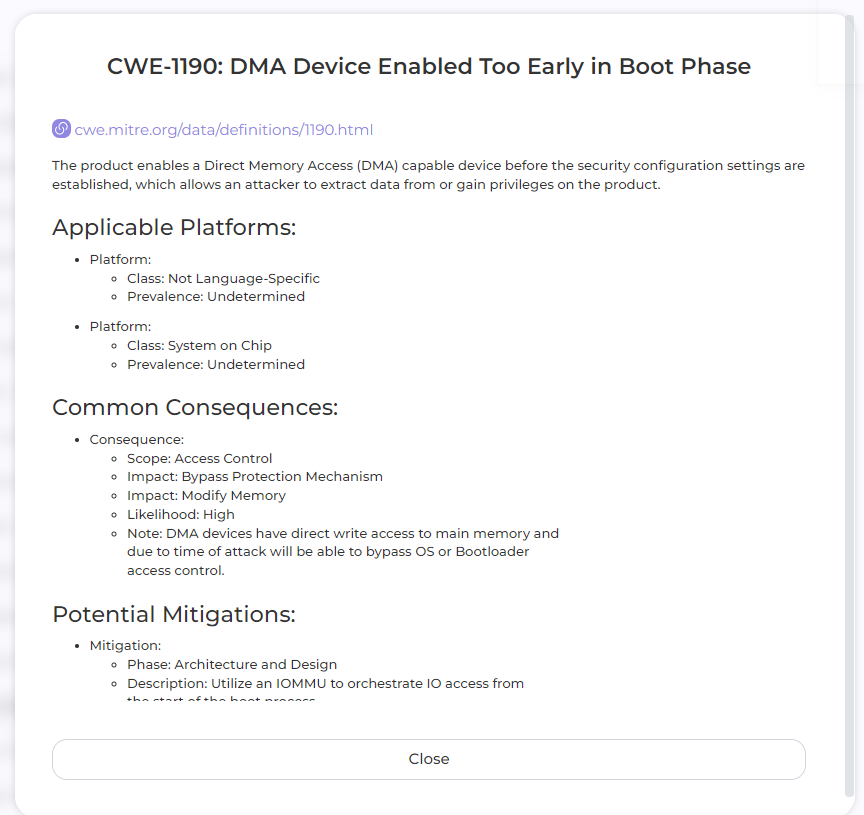 CWE-1190: DMA Device Enabled Too Early in Boot Phase
cwe.mitre.org/data/definitions/1190.html
The product enables a Direct Memory Access (DMA) capable device before the security configuration settings are
established, which allows an attacker to extract data from or gain privileges on the product.
Applicable Platforms:
Platform:
Class: Not Language-Specific
Prevalence: Undetermined
Platform:
Class: System on Chip
Prevalence: Undetermined
Common Consequences:
Consequence:
Scope: Access Control
Impact: Bypass Protection Mechanism
Impact: Modify Memory
Likelihood: High
Note: DMA devices have direct write access to main memory and
due to time of attack will be able to bypass OS or Bootloader
access control.
Potential Mitigations:
Mitigation:
Phase: Architecture and Design
Description: Utilize an IOMMU to orchestrate IO access from
the start of the boot process.
Close